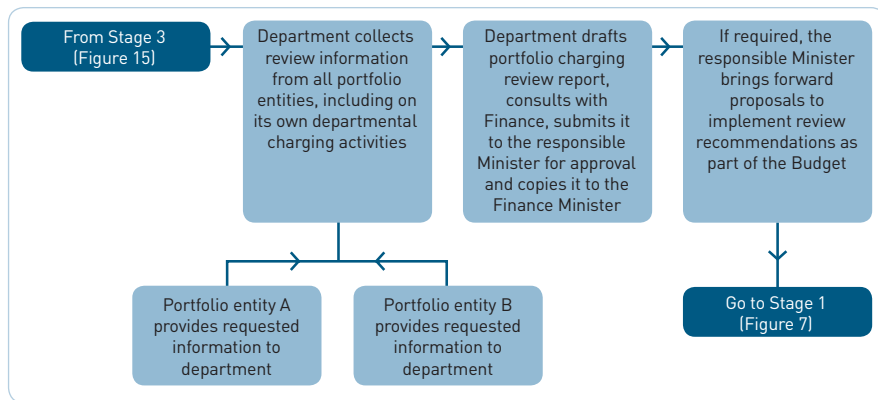 From Stage 3
(Figure 15)
Department collects
review information
from all portfolio
entities, including on
its own departmental
charging activities
Department drafts
portfolio charging
review report,
consults with
Finance, submits it
to the responsible
Minister for approval
and copies it to the
Finance Minister
If required, the
responsible Minister
brings forward
proposals to
implement review
recommendations as
part of the Budget
Portfolio entity A
provides requested
information to
department
Portfolio entity B
provides requested
information to
department
Go to Stage 1
(Figure 7)